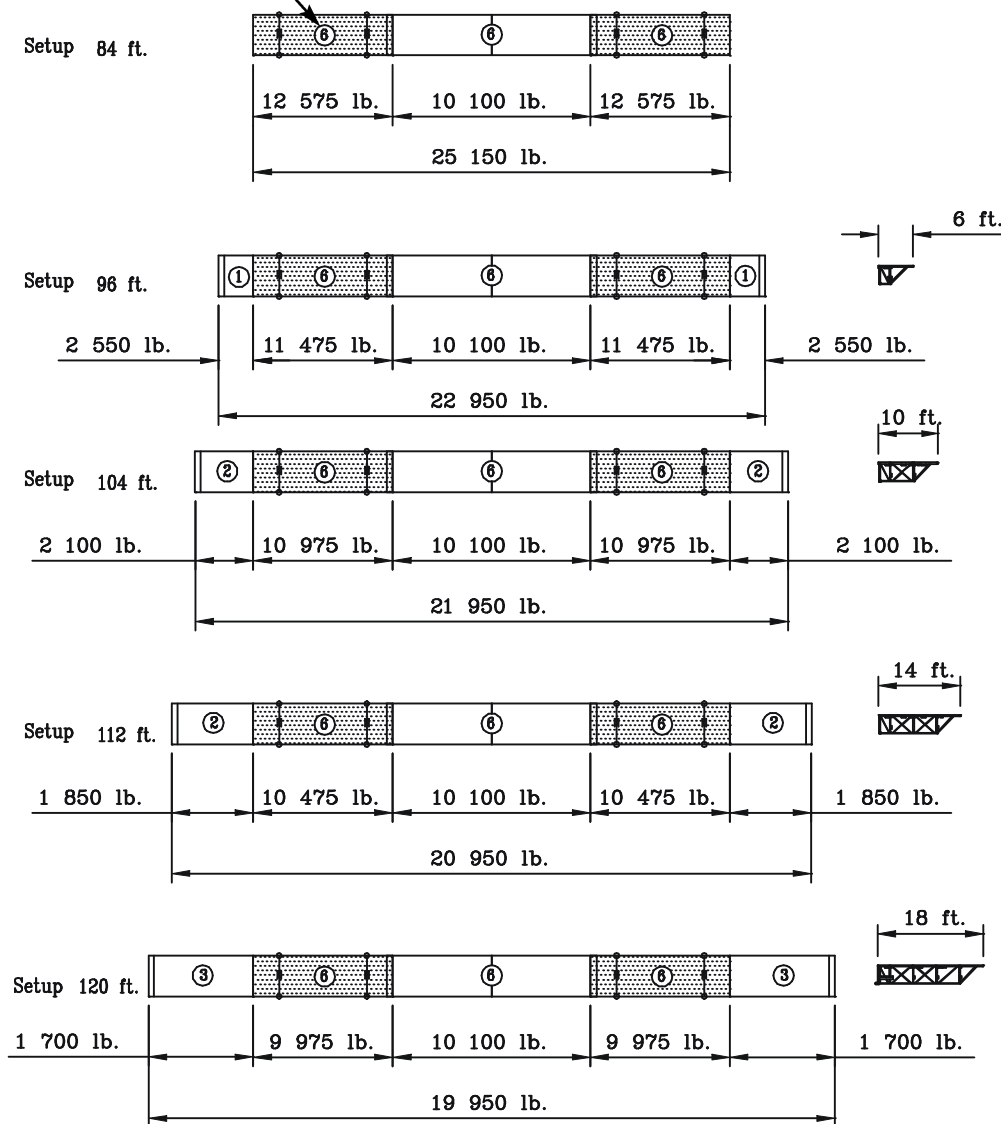 ⑥ ⑥ ⑥
Setup 84 ft.
12 575 lb. 10 100 lb. 12 575 lb.
25 150 lb.
6 ft.
Setup 96 ft. ① ⑥ ⑥ ⑥ ①
2 550 lb. 11 475 lb. 10 100 lb. 11 475 lb. 2 550 lb.
22 950 lb.
10 ft.
Setup 104 ft. ② ⑥ ⑥ ⑥ ②
2 100 lb. 10 975 lb. 10 100 lb. 10 975 lb. 2 100 lb.
21 950 lb.
14 ft.
Setup 112 ft. ② ⑥ ⑥ ⑥ ②
1 850 lb. 10 475 lb. 10 100 lb. 10 475 lb. 1 850 lb.
20 950 lb.
18 ft.
Setup 120 ft. ③ ⑥ ⑥ ⑥ ③
1 700 lb. 9 975 lb. 10 100 lb. 9 975 lb. 1 700 lb.
19 950 lb.